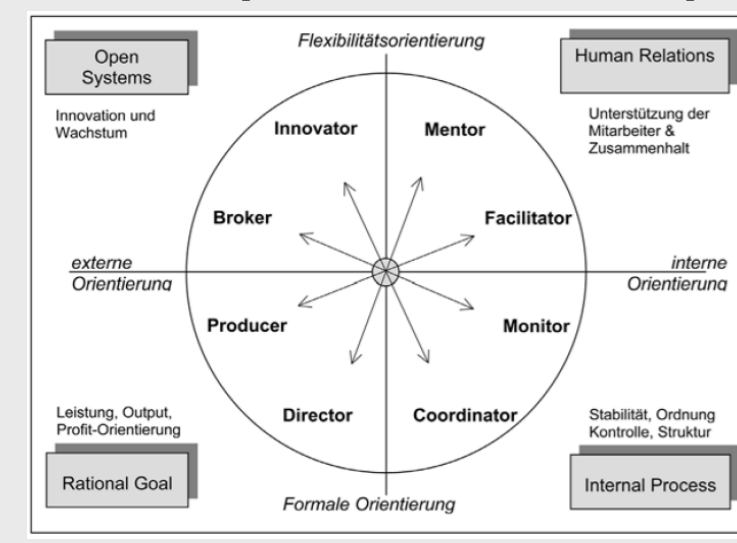 Flexibilitätsorientierung
Open
Systems
Human Relations
Innovation und
Wachstum
Unterstützung der
Mitarbeiter &
Zusammenhalt
Innovator
Mentor
Broker
Facilitator
externe
Orientierung
interne
Orientierung
Producer
Monitor
Director
Coordinator
Leistung, Output,
Profit-Orientierung
Stabilität, Ordnung
Kontrolle, Struktur
Rational Goal
Internal Process
Formale Orientierung